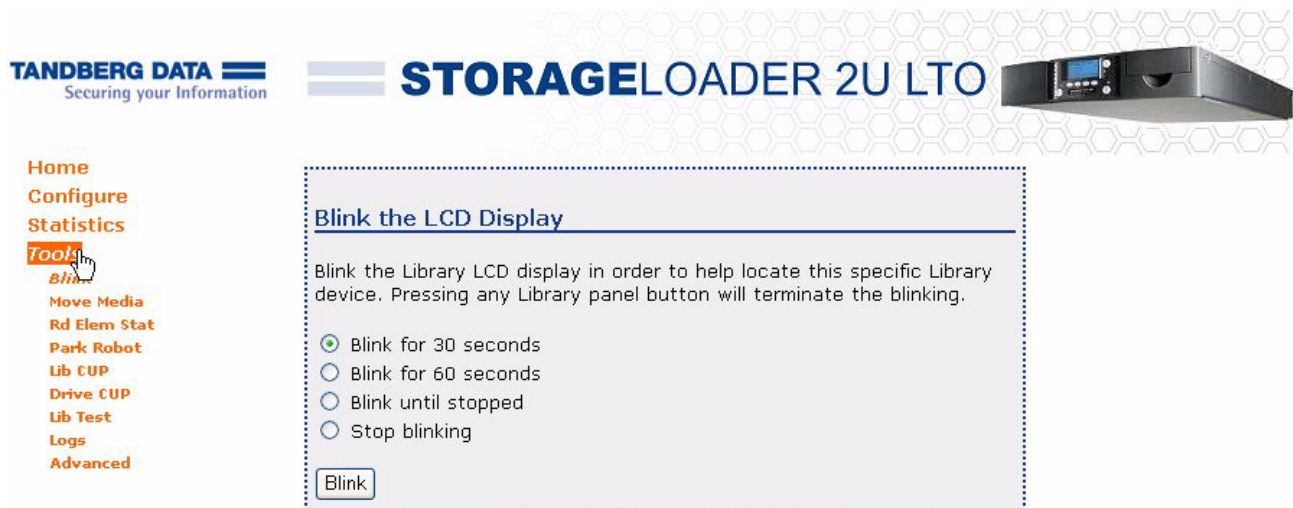 TANDBERG DATA
Securing your Information
STORAGELOADER 2U LTO
Home
Configure
Statistics
Tools
Blink
Move Media
Rd Elem Stat
Park Robot
Lib CUP
Drive CUP
Lib Test
Logs
Advanced
Blink the LCD Display
Blink the Library LCD display in order to help locate this specific Library
device. Pressing any Library panel button will terminate the blinking.
Blink for 30 seconds
Blink for 60 seconds
Blink until stopped
Stop blinking
Blink